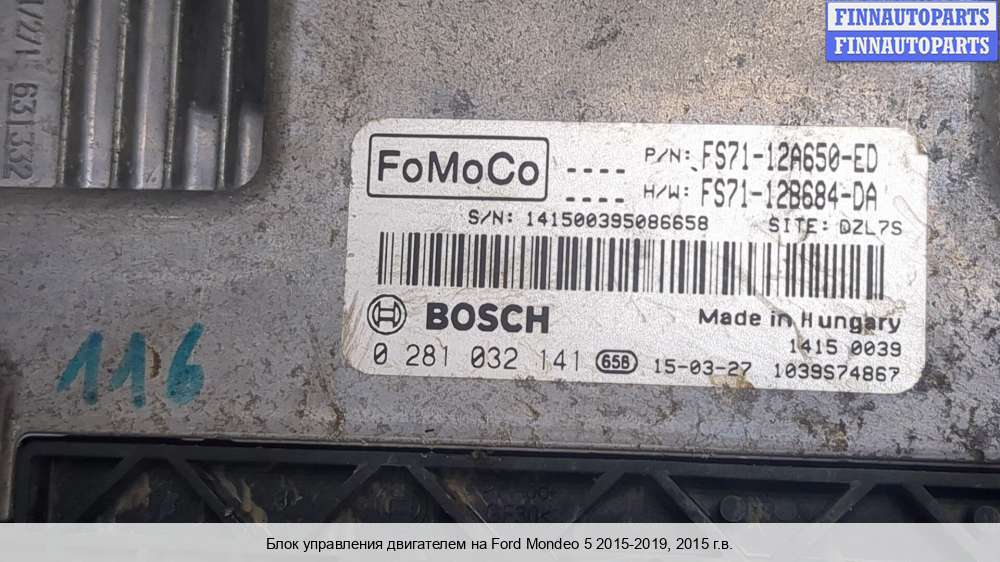 FINNAUTOPARTS
FINNAUTOPARTS
631332
FoMoCo
---- P/N: FS71-12A650-ED
---- H/W: FS71-12B684-DA
S/N: 141500395086658 SITE: DZL7S
BOSCH
Made in Hungary
1415 0039
0 281 032 141 658 15-03-27 1039S74867
116
Блок управления двигателем на Ford Mondeo 5 2015-2019, 2015 г.в.